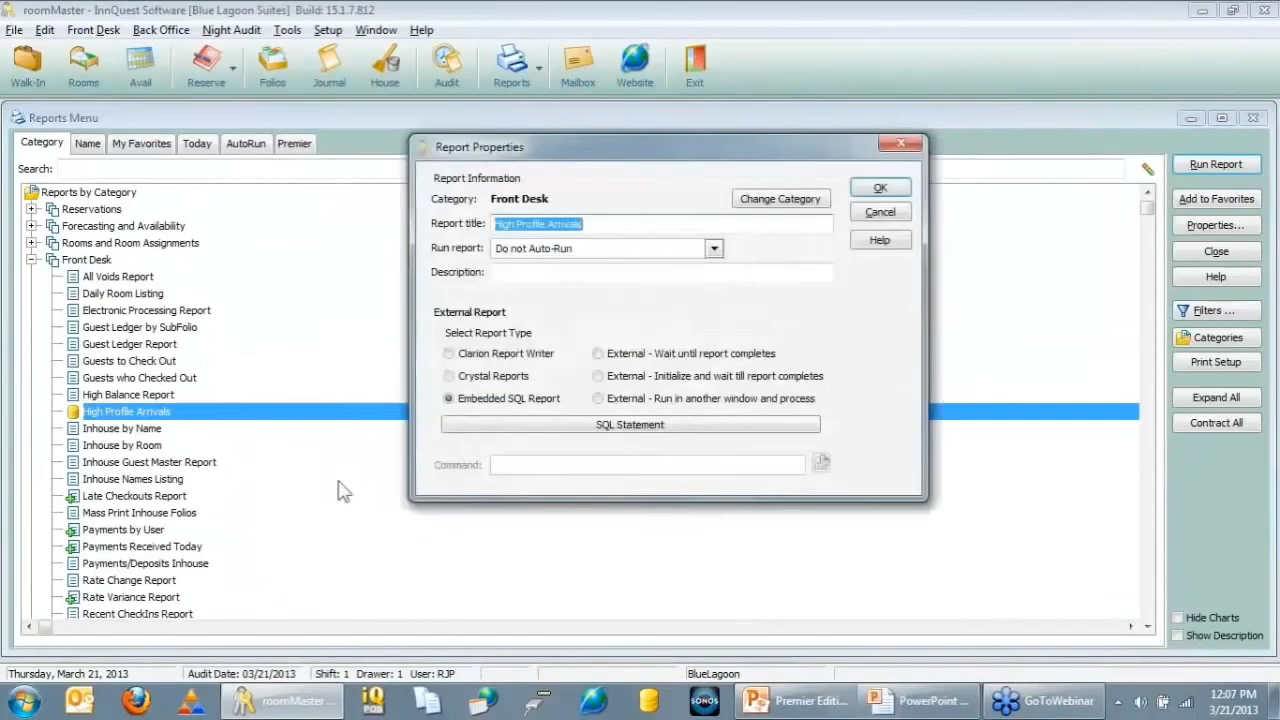 roomMaster - InnQuest Software [Blue Lagoon Suites] Build: 15.1.7.812
File Edit Front Desk Back Office Night Audit Tools Setup Window Help
Walk-In Rooms Avail Reserve Folios Journal House Audit Reports Mailbox Website Exit
Reports Menu
Category Name My Favorites Today AutoRun Premier
Search:
Reports by Category
Reservations
Forecasting and Availability
Rooms and Room Assignments
Front Desk
All Voids Report
Daily Room Listing
Electronic Processing Report
Guest Ledger by SubFolio
Guest Ledger Report
Guests to Check Out
Guests who Checked Out
High Balance Report
High Profile Arrivals
Inhouse by Name
Inhouse by Room
Inhouse Guest Master Report
Inhouse Names Listing
Late Checkouts Report
Mass Print Inhouse Folios
Payments by User
Payments Received Today
Payments/Deposits Inhouse
Rate Change Report
Rate Variance Report
Recent CheckIns Report
Report Properties
Report Information
Category: Front Desk Change Category
Report title: High Profile Arrivals
Run report: Do not Auto-Run
Description:
OK
Cancel
Help
External Report
Select Report Type
Clarion Report Writer External - Wait until report completes
Crystal Reports External - Initialize and wait till report completes
Embedded SQL Report External - Run in another window and process
SQL Statement
Command:
Run Report
Add to Favorites
Properties...
Close
Help
Filters ...
Categories
Print Setup
Expand All
Contract All
Hide Charts
Show Description
Thursday, March 21, 2013 Audit Date: 03/21/2013 Shift: 1 Drawer: 1 User: RJP BlueLagoon
roomMaster ... iQ POS SONOS Premier Editi... PowerPoint ... GoToWebinar 12:07 PM
3/21/2013